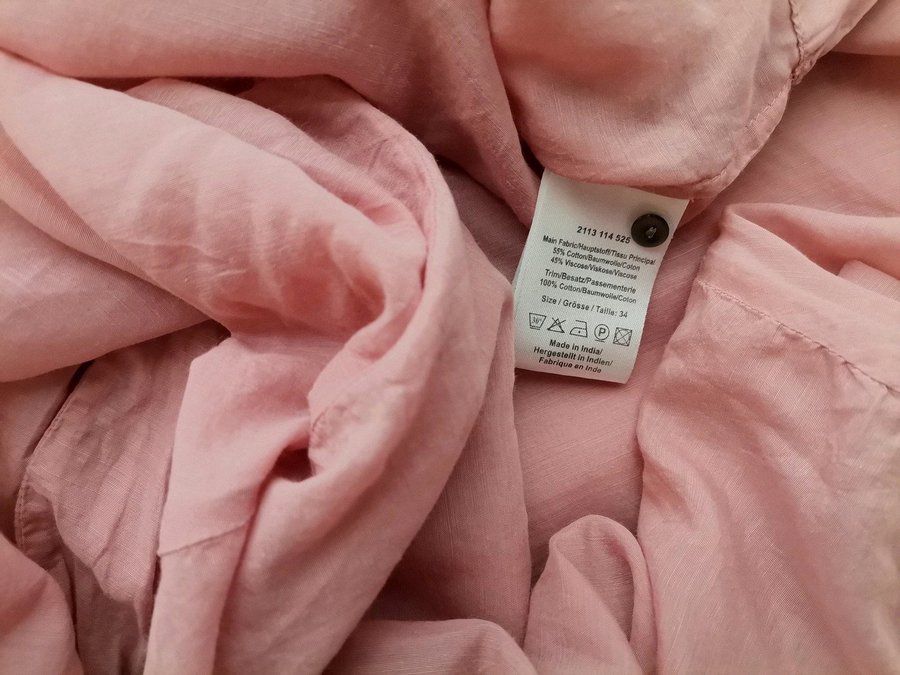 2113 114 525
Main Fabric/Hauptstoff/Tissu Principal
55% Cotton/Baumwolle/Coton
45% Viscose/Viskose/Viscose
Trim/Besatz/Passementerie
100% Cotton/Baumwolle/Coton
Size / Grösse / Taille: 34
30° P
Made in India/
Hergestellt in Indien/
Fabrique en Inde